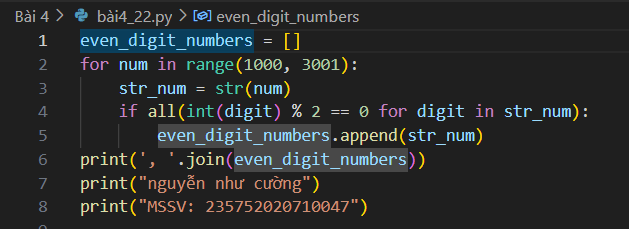 Bài 4 > bài4_22.py > even_digit_numbers
1 even_digit_numbers = []
2 for num in range(1000, 3001):
3     str_num = str(num)
4     if all(int(digit) % 2 == 0 for digit in str_num):
5         even_digit_numbers.append(str_num)
6 print(', '.join(even_digit_numbers))
7 print("nguyễn như cường")
8 print("MSSV: 235752020710047")